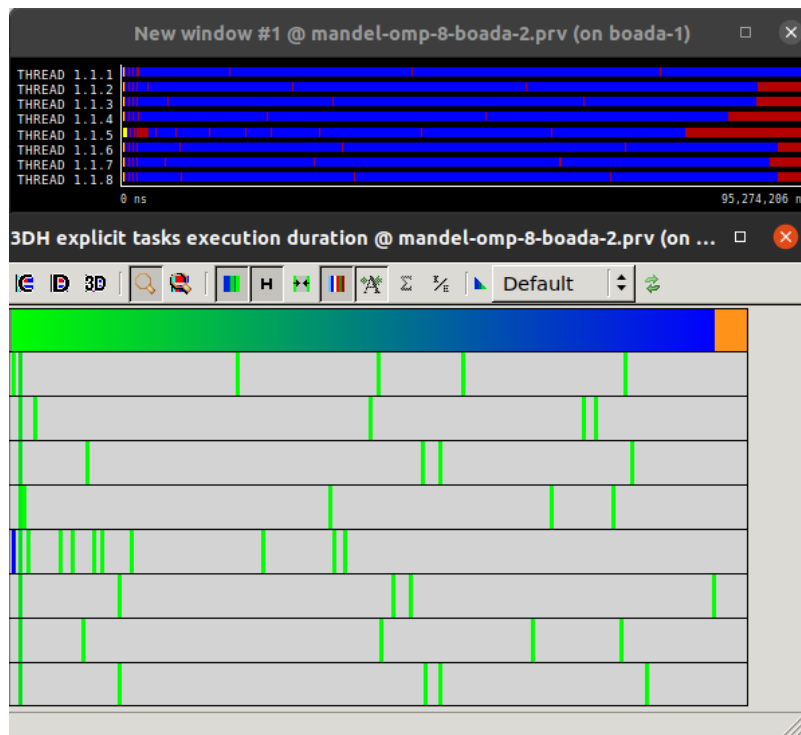 New window #1 @ mandel-omp-8-boada-2.prv (on boada-1)
THREAD 1.1.1
THREAD 1.1.2
THREAD 1.1.3
THREAD 1.1.4
THREAD 1.1.5
THREAD 1.1.6
THREAD 1.1.7
THREAD 1.1.8
0 ns 95,274,206 n
3DH explicit tasks execution duration @ mandel-omp-8-boada-2.prv (on ...
3D H Σ Default